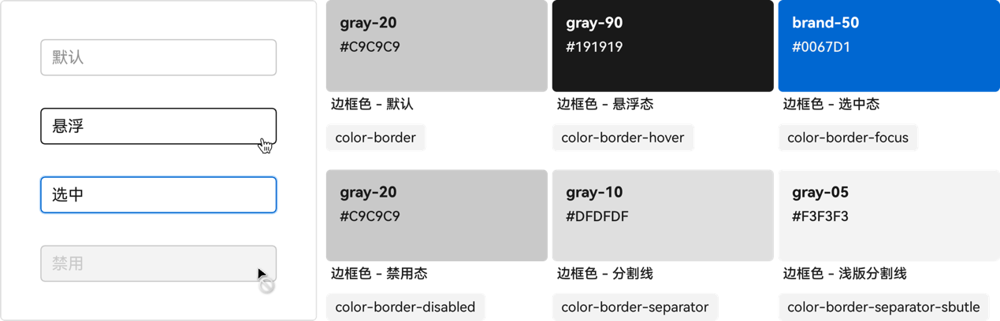 默认
悬浮
选中
禁用
gray-20
#C9C9C9
边框色 - 默认
color-border
gray-90
#191919
边框色 - 悬浮态
color-border-hover
brand-50
#0067D1
边框色 - 选中态
color-border-focus
gray-20
#C9C9C9
边框色 - 禁用态
color-border-disabled
gray-10
#DFDFDF
边框色 - 分割线
color-border-separator
gray-05
#F3F3F3
边框色 - 浅版分割线
color-border-separator-sbutle